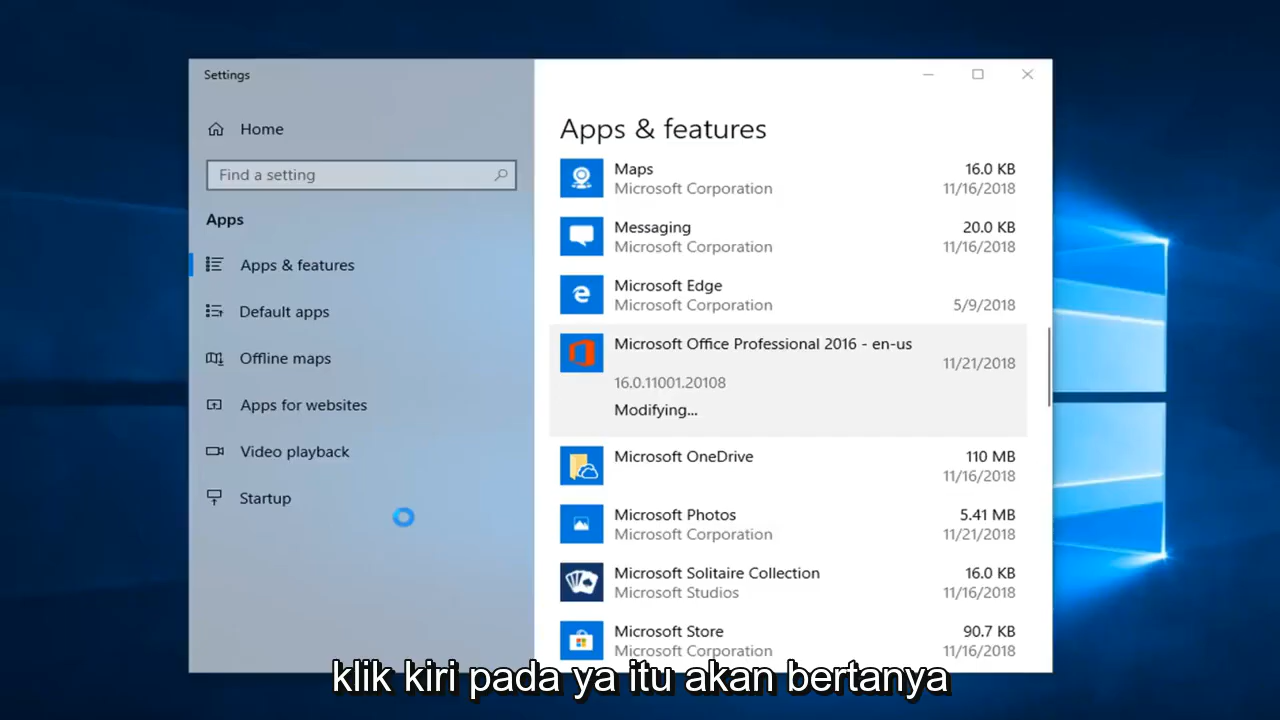 Settings
Home
Find a setting
Apps
Apps & features
Default apps
Offline maps
Apps for websites
Video playback
Startup
Apps & features
Maps 16.0 KB
Microsoft Corporation 11/16/2018
Messaging 20.0 KB
Microsoft Corporation 11/16/2018
Microsoft Edge
Microsoft Corporation 5/9/2018
Microsoft Office Professional 2016 - en-us
11/21/2018
16.0.11001.20108
Modifying...
Microsoft OneDrive 110 MB
11/16/2018
Microsoft Photos 5.41 MB
Microsoft Corporation 11/21/2018
Microsoft Solitaire Collection 16.0 KB
Microsoft Studios 11/16/2018
Microsoft Store 90.7 KB
Microsoft Corporation 11/16/2018
klik kiri pada ya itu akan bertanya